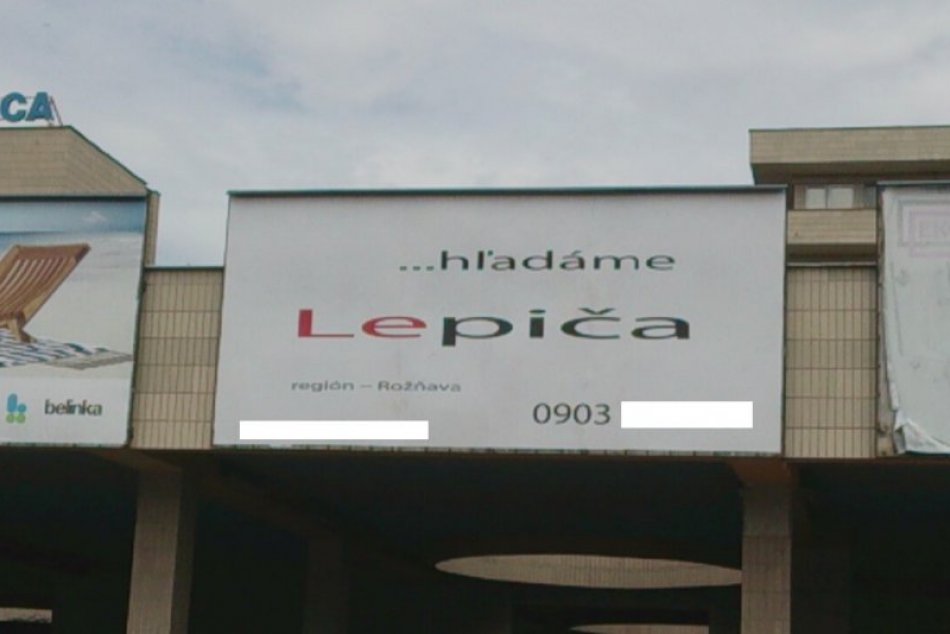 CA
...hľadáme
Lepiča
región – Rožňava
0903
belinka